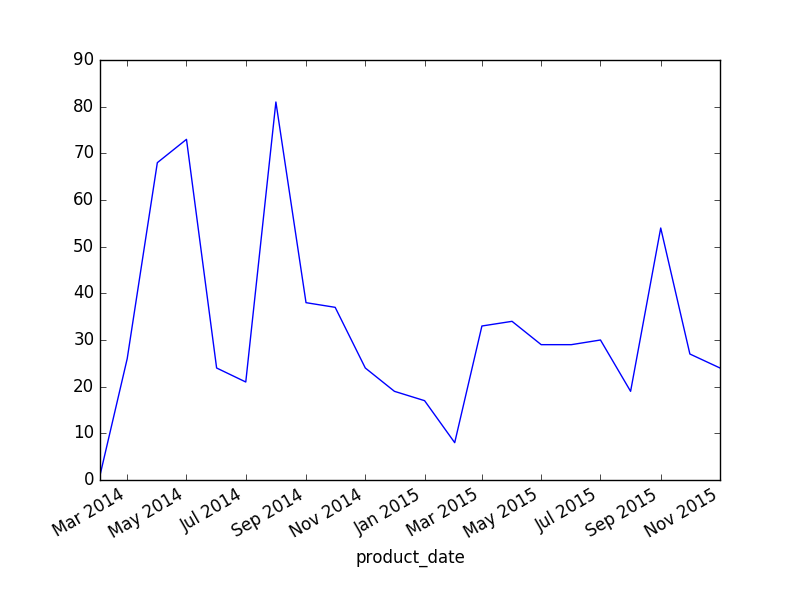 90
80
70
60
50
40
30
20
10
0
Mar 2014
May 2014
Jul 2014
Sep 2014
Nov 2014
Jan 2015
Mar 2015
May 2015
Jul 2015
Sep 2015
Nov 2015
product_date